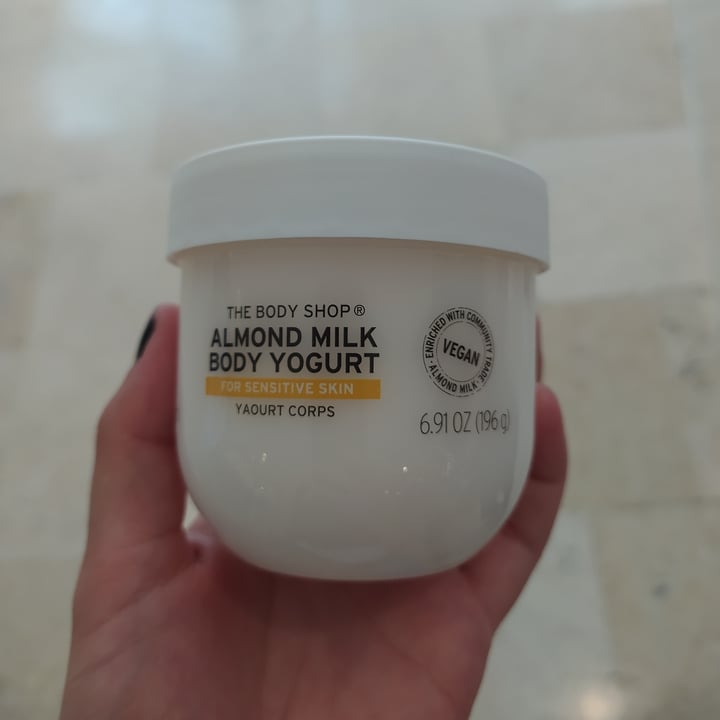 THE BODY SHOP®
ALMOND MILK
BODY YOGURT
FOR SENSITIVE SKIN
YAOURT CORPS
ENRICHED WITH COMMUNITY TRADE
VEGAN
· ALMOND MILK ·
6.91 OZ (196 g)